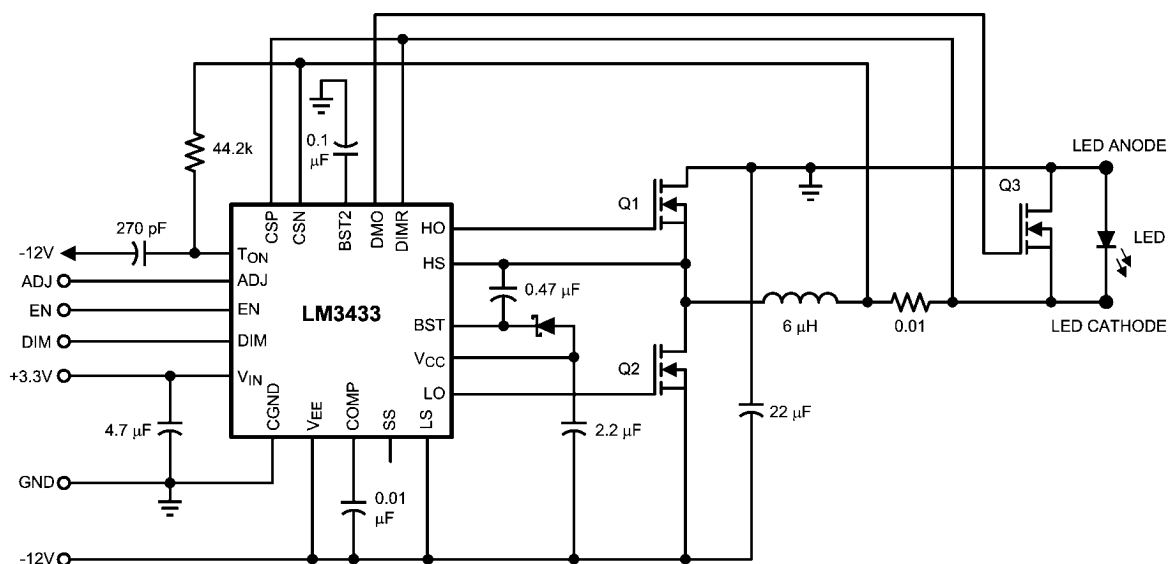 44.2k
0.1
μF
LED ANODE
Q3
Q1
270 pF
CSP
CSN
BST2
DMO
DIMR
HO
-12V
TON
HS
LED
ADJ
ADJ
0.47 μF
EN
EN
LM3433
BST
6 μH
0.01
LED CATHODE
DIM
DIM
VCC
Q2
+3.3V
VIN
LO
CGND
VEE
COMP
SS
LS
22 μF
4.7 μF
2.2 μF
GND
0.01
μF
-12V